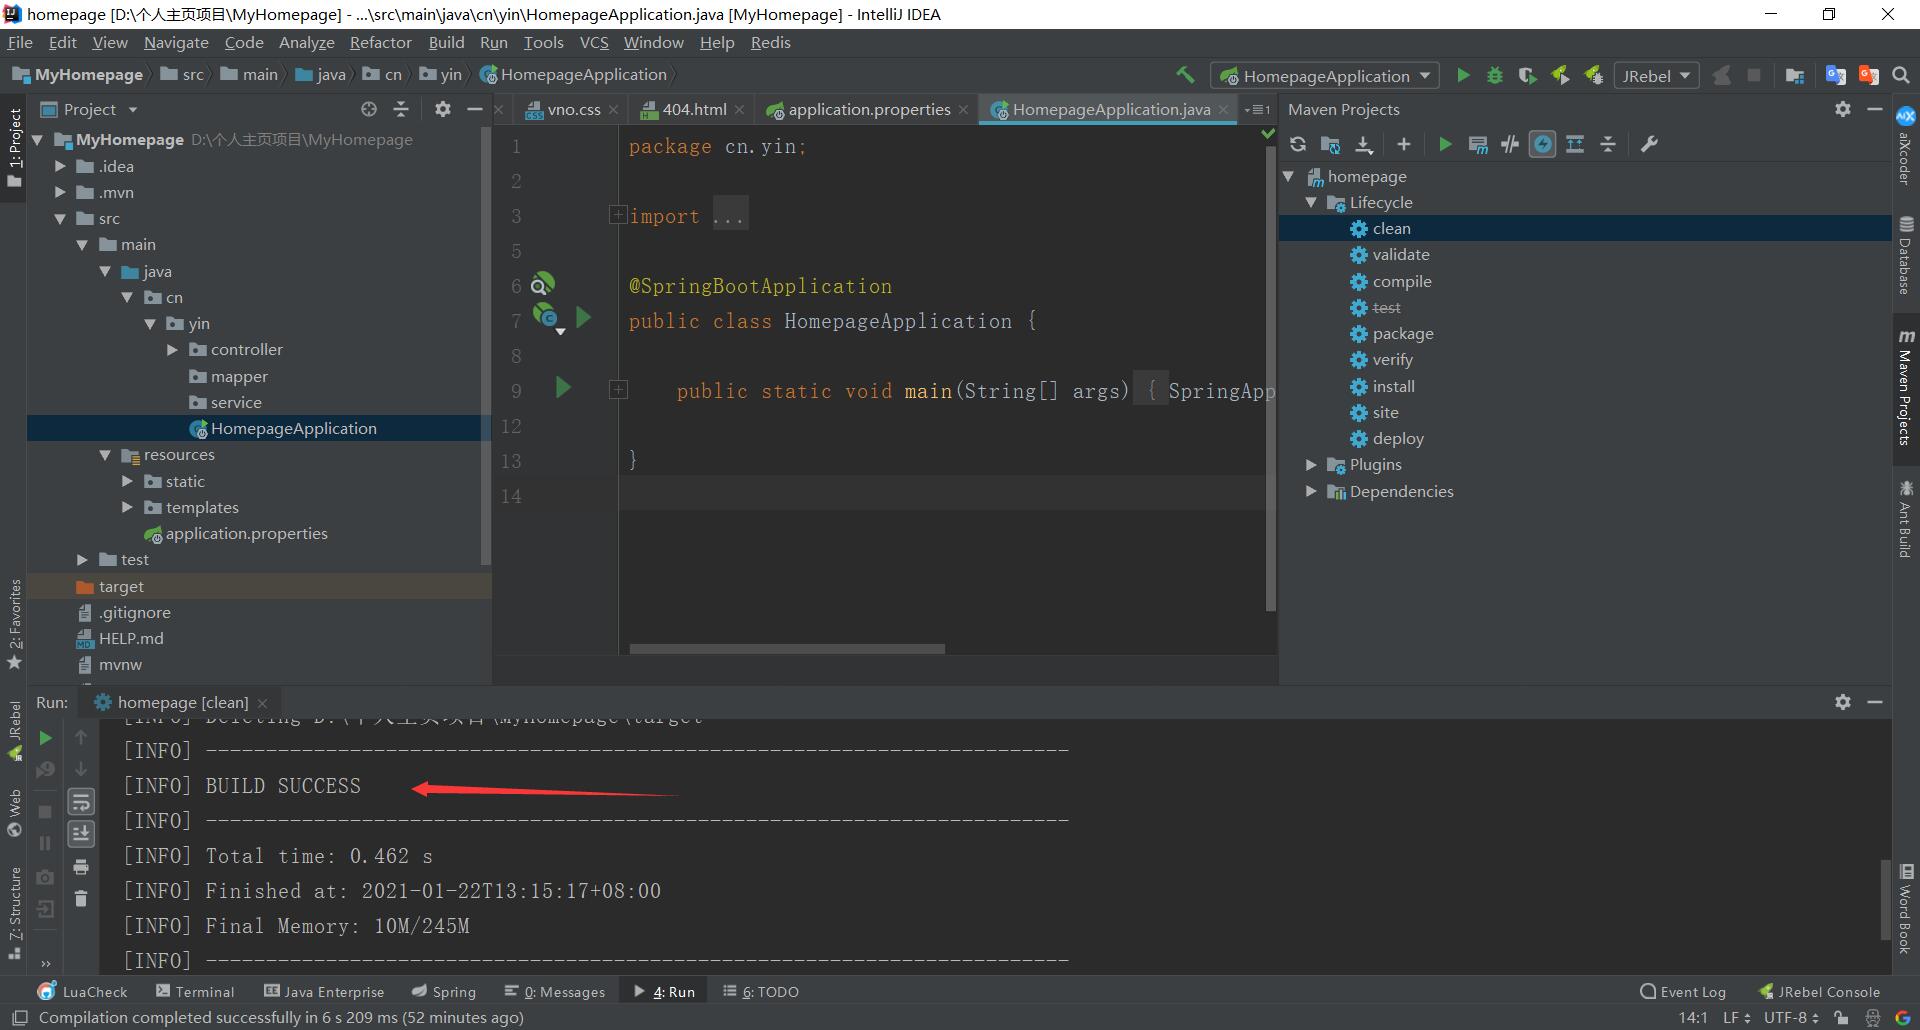 homepage [D:\个人主页项目\MyHomepage] - ...\src\main\java\cn\yin\HomepageApplication.java [MyHomepage] - IntelliJ IDEA
File Edit View Navigate Code Analyze Refactor Build Run Tools VCS Window Help Redis
MyHomepage src main java cn yin HomepageApplication
HomepageApplication
JRebel
1: Project
2: Favorites
JRebel
Web
7: Structure
Project
MyHomepage D:\个人主页项目\MyHomepage
.idea
.mvn
src
main
java
cn
yin
controller
mapper
service
HomepageApplication
resources
static
templates
application.properties
test
target
.gitignore
HELP.md
mvnw
vno.css 404.html application.properties HomepageApplication.java
1 package cn.yin;
2
3 import ...
5
6 @SpringBootApplication
7 public class HomepageApplication {
8
9 public static void main(String[] args) { SpringApp
12
13 }
14
Maven Projects
homepage
Lifecycle
clean
validate
compile
test
package
verify
install
site
deploy
Plugins
Dependencies
aiXcoder
Database
Maven Projects
Ant Build
Word Book
Run: homepage [clean]
[INFO] Deleting D:\个人主页项目\MyHomepage\target
[INFO] ------------------------------------------------------------------------
[INFO] BUILD SUCCESS
[INFO] ------------------------------------------------------------------------
[INFO] Total time: 0.462 s
[INFO] Finished at: 2021-01-22T13:15:17+08:00
[INFO] Final Memory: 10M/245M
[INFO] ------------------------------------------------------------------------
LuaCheck Terminal Java Enterprise Spring 0: Messages 4: Run 6: TODO Event Log JRebel Console
Compilation completed successfully in 6 s 209 ms (52 minutes ago) 14:1 LF UTF-8